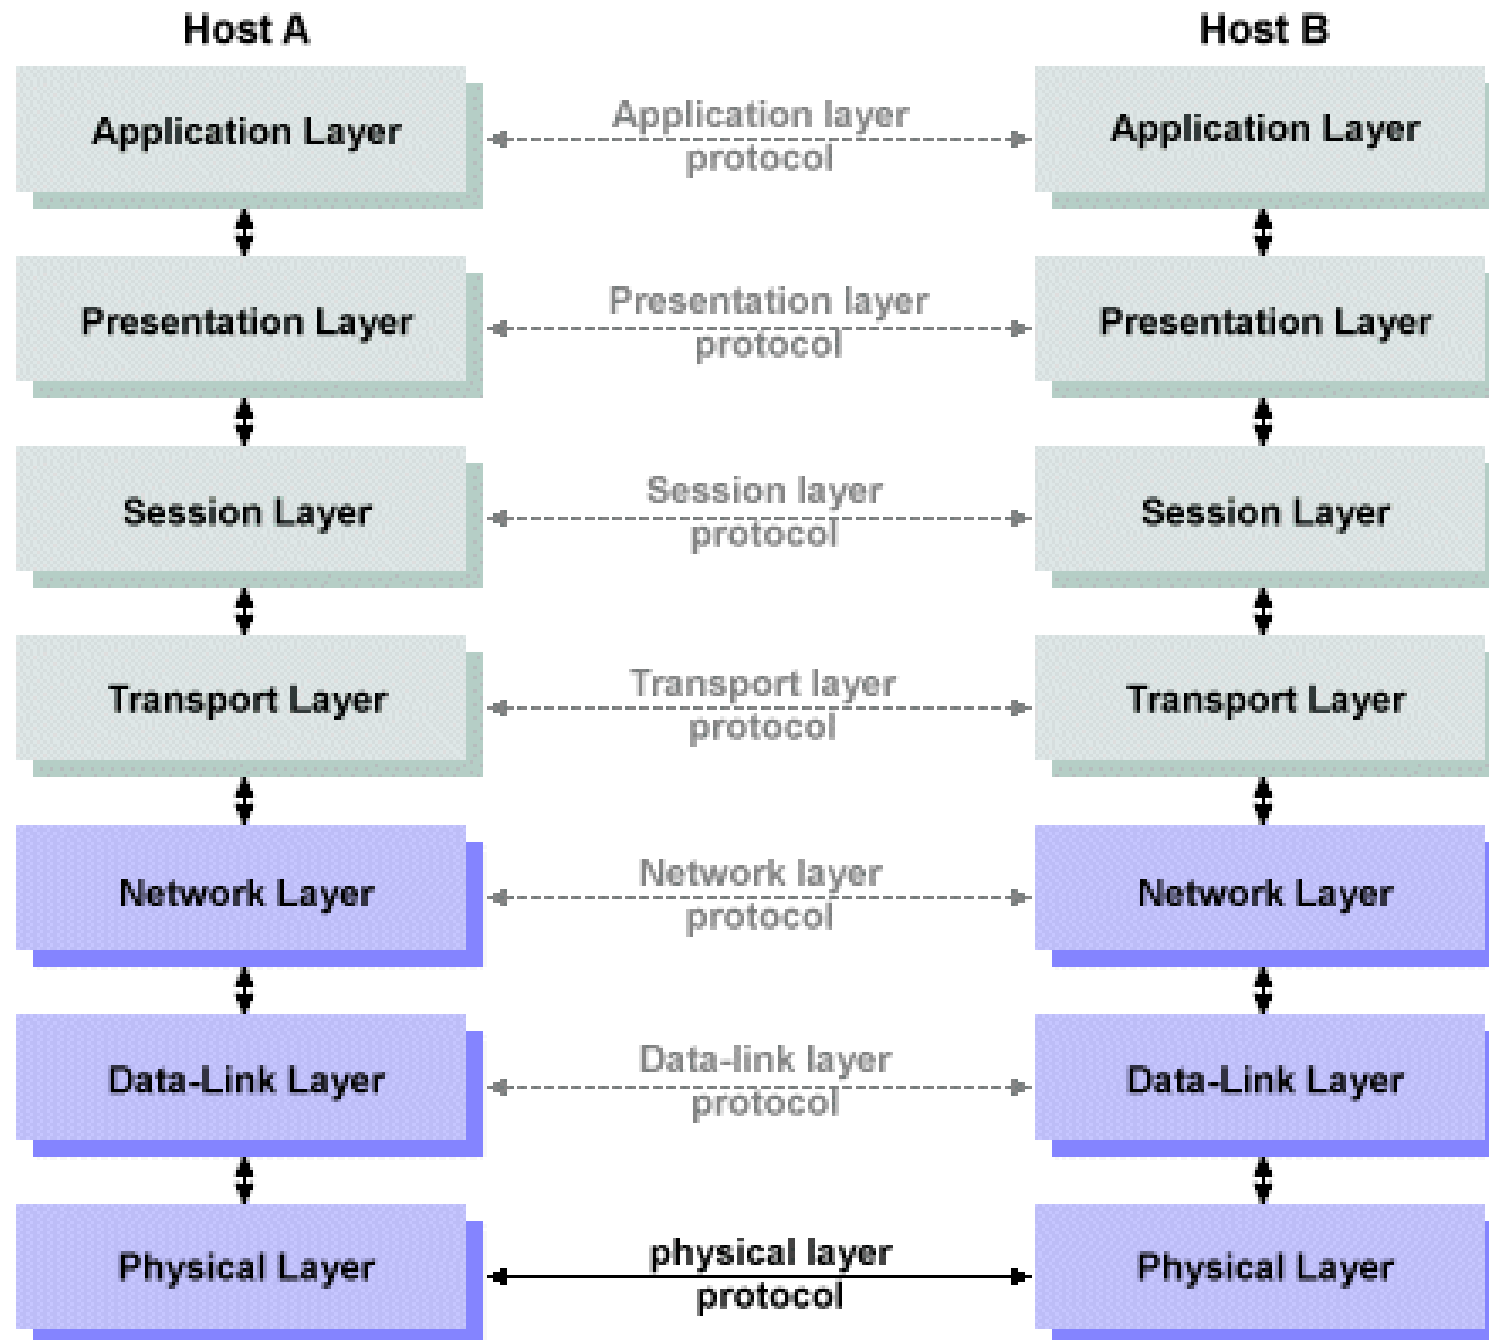 Host A
Host B
Application Layer
Application layer
protocol
Application Layer
Presentation Layer
Presentation layer
protocol
Presentation Layer
Session Layer
Session layer
protocol
Session Layer
Transport Layer
Transport layer
protocol
Transport Layer
Network Layer
Network layer
protocol
Network Layer
Data-Link Layer
Data-link layer
protocol
Data-Link Layer
Physical Layer
physical layer
protocol
Physical Layer